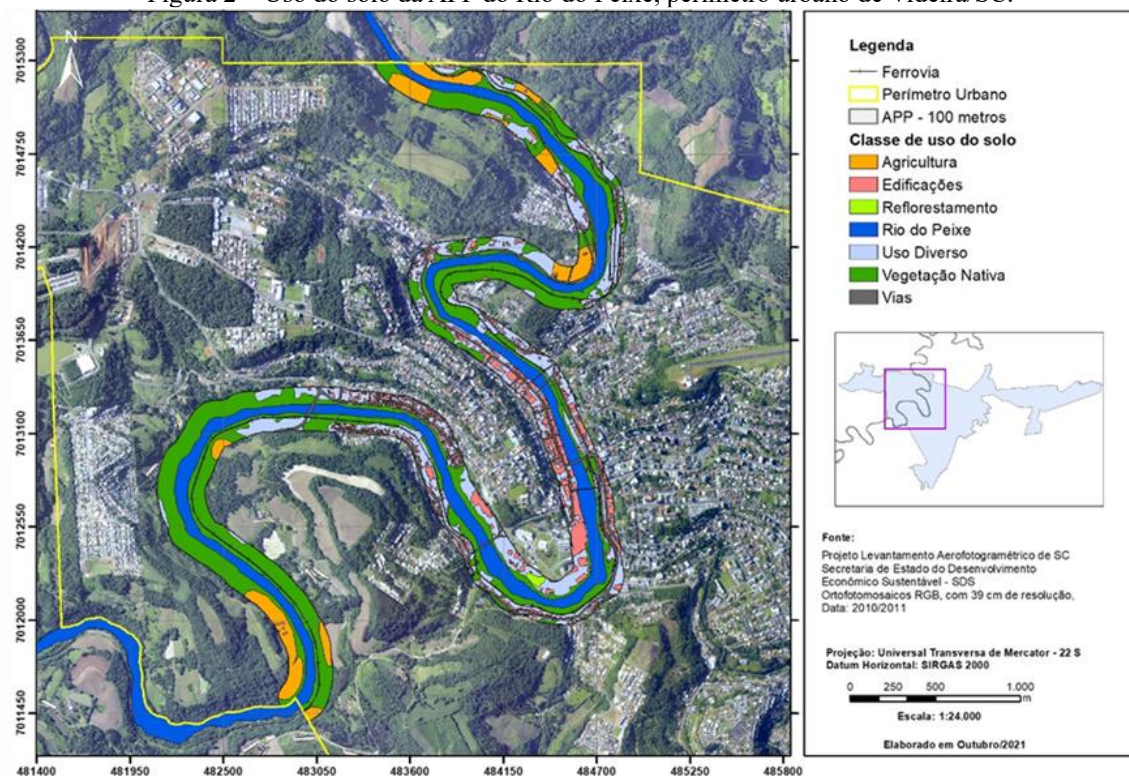 Figura 2 – Uso do solo da APP do Rio do Peixe, perímetro urbano de Videira/SC.
N
7015300
7014750
7014200
7013650
7013100
7012550
7012000
7011450
481400
481950
482500
483050
483600
484150
484700
485250
485800
Legenda
Ferrovia
Perímetro Urbano
APP - 100 metros
Classe de uso do solo
Agricultura
Edificações
Reflorestamento
Rio do Peixe
Uso Diverso
Vegetação Nativa
Vias
Fonte:
Projeto Levantamento Aerofotogramétrico de SC
Secretaria de Estado do Desenvolvimento
Econômico Sustentável - SDS
Ortofotomosaicos RGB, com 39 cm de resolução,
Data: 2010/2011
Projeção: Universal Transversa de Mercator - 22 S
Datum Horizontal: SIRGAS 2000
0 250 500 1.000
m
Escala: 1:24.000
Elaborado em Outubro/2021